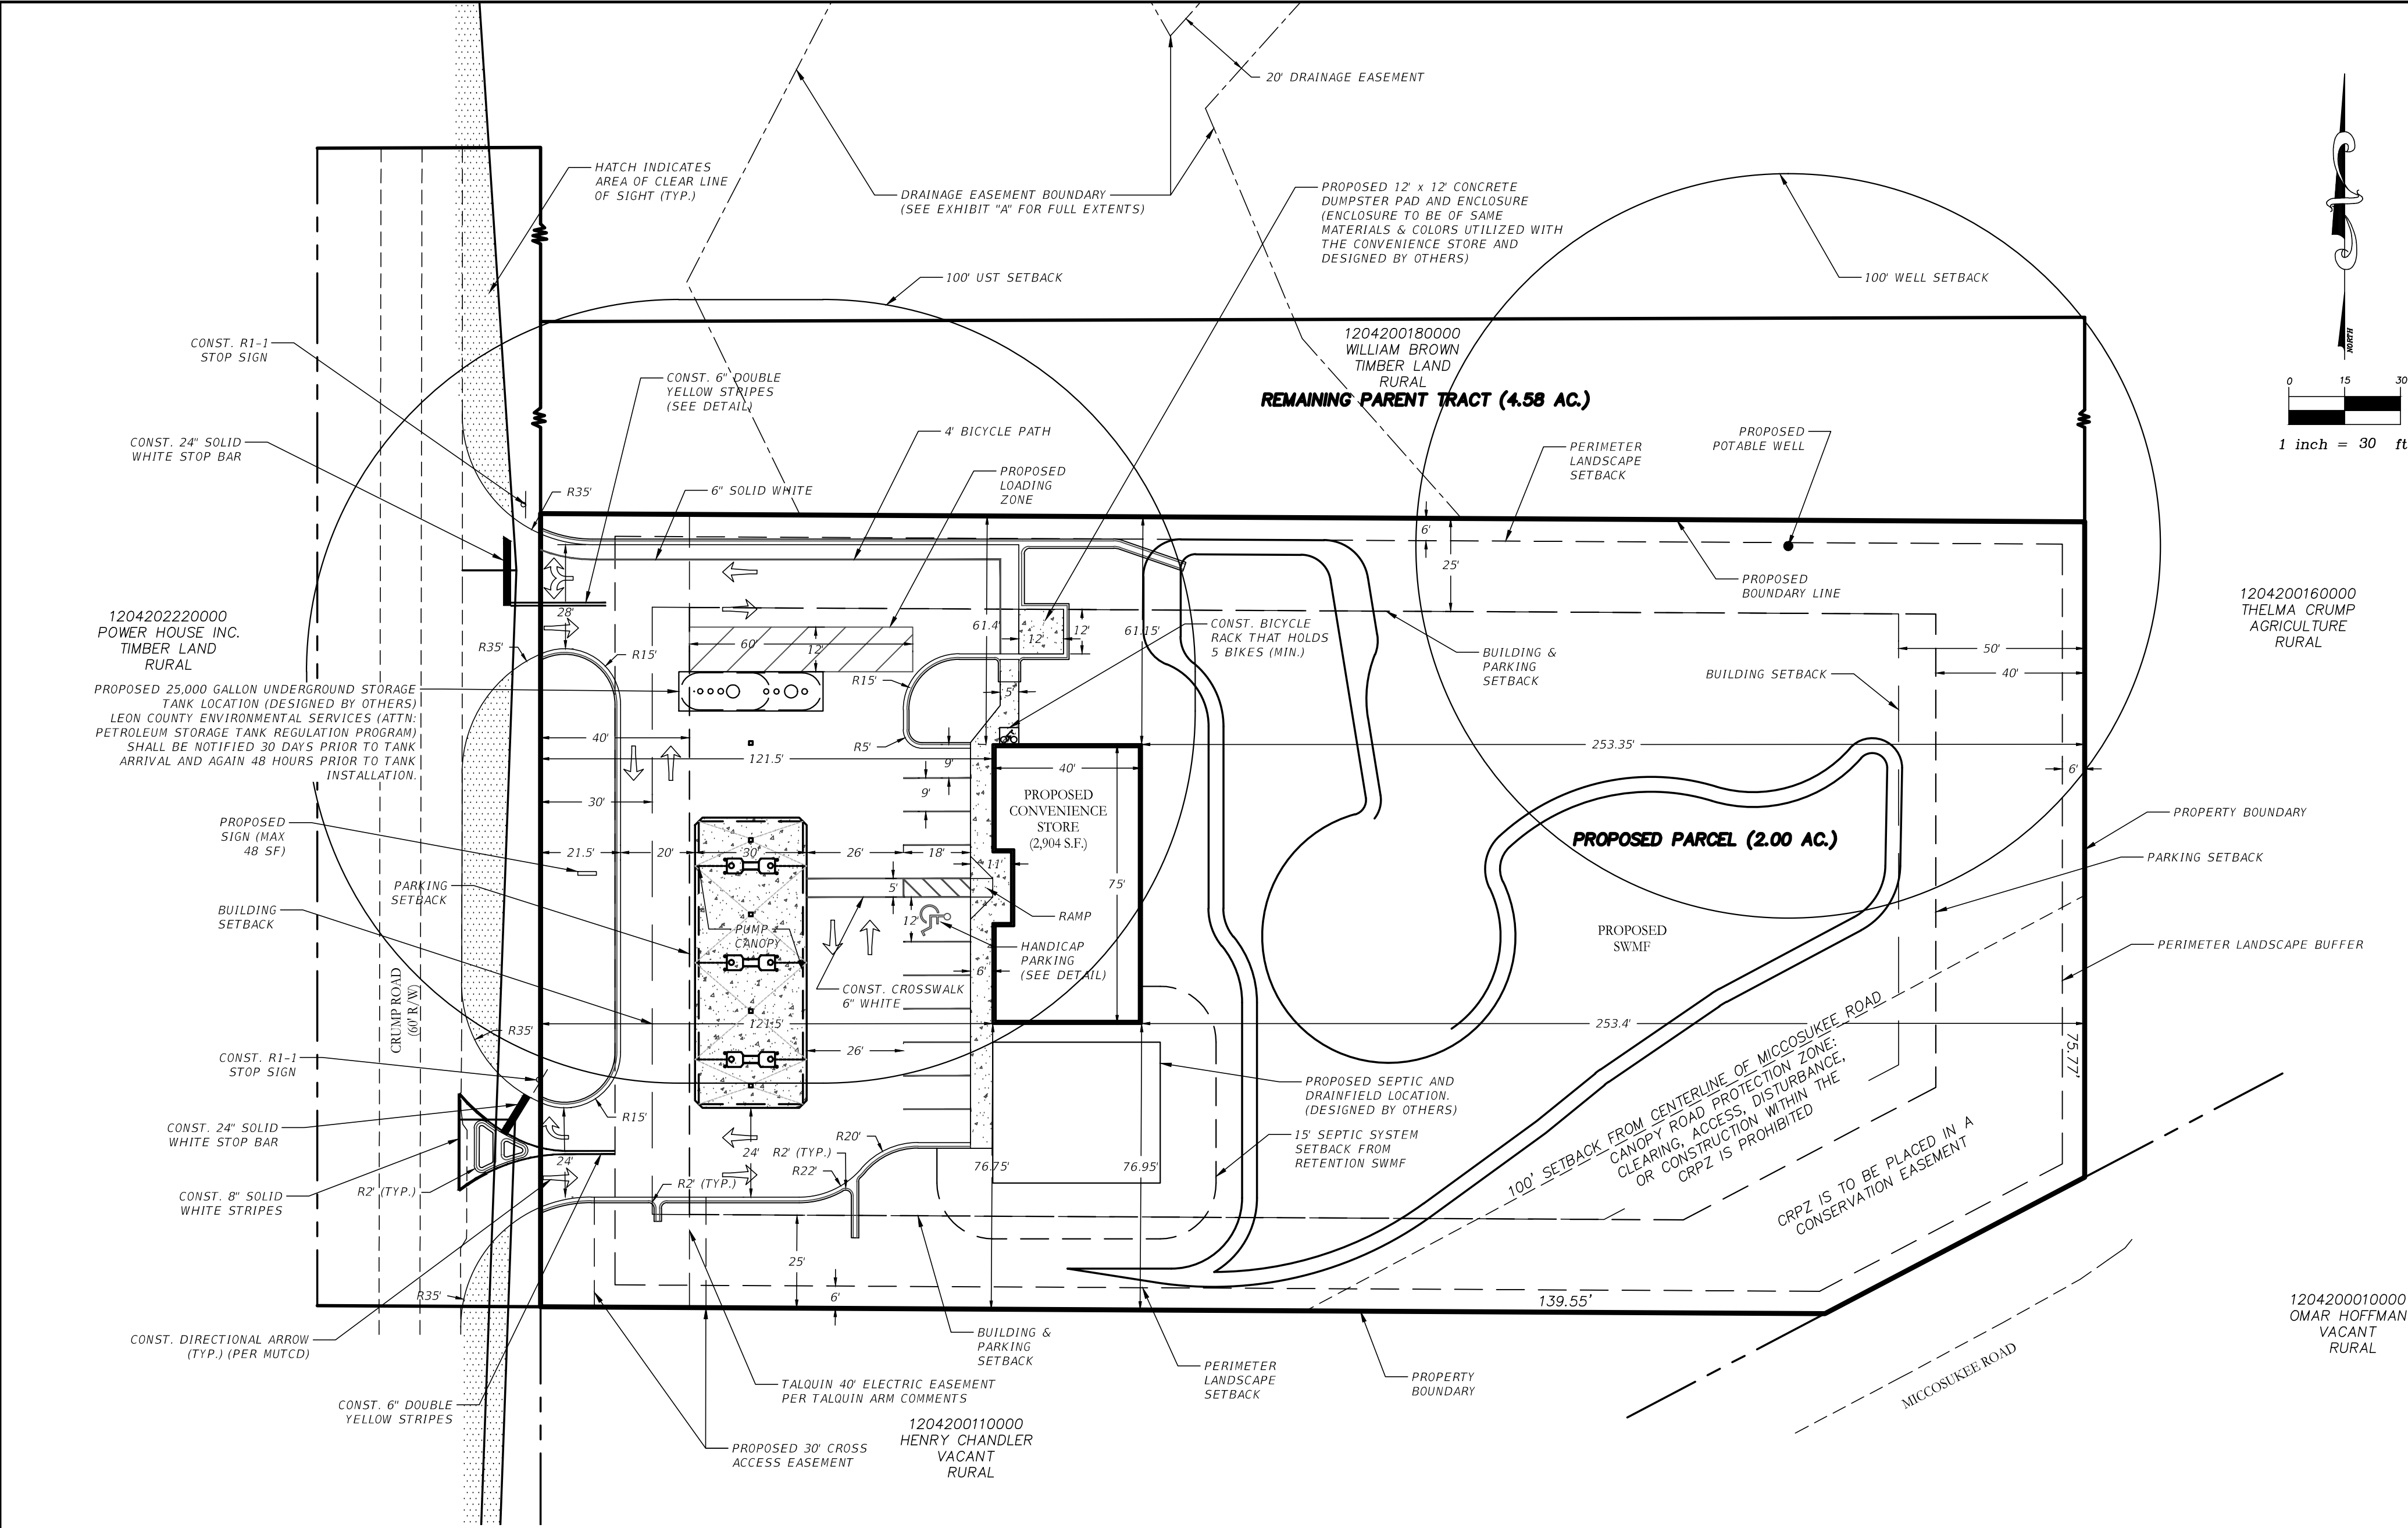 20' DRAINAGE EASEMENT
HATCH INDICATES
AREA OF CLEAR LINE
OF SIGHT (TYP.)
DRAINAGE EASEMENT BOUNDARY
(SEE EXHIBIT "A" FOR FULL EXTENTS)
PROPOSED 12' x 12' CONCRETE
DUMPSTER PAD AND ENCLOSURE
(ENCLOSURE TO BE OF SAME
MATERIALS & COLORS UTILIZED WITH
THE CONVENIENCE STORE AND
DESIGNED BY OTHERS)
100' UST SETBACK
100' WELL SETBACK
NORTH
0 15 30
1 inch = 30 ft
CONST. R1-1
STOP SIGN
1204200180000
WILLIAM BROWN
TIMBER LAND
RURAL
REMAINING PARENT TRACT (4.58 AC.)
CONST. 6" DOUBLE
YELLOW STRIPES
(SEE DETAIL)
CONST. 24" SOLID
WHITE STOP BAR
4' BICYCLE PATH
PROPOSED
LOADING
ZONE
PROPOSED
POTABLE WELL
PERIMETER
LANDSCAPE
SETBACK
R35'
6" SOLID WHITE
6'
25'
PROPOSED
BOUNDARY LINE
28'
61.4'
12'
12'
61.15'
CONST. BICYCLE
RACK THAT HOLDS
5 BIKES (MIN.)
BUILDING &
PARKING
SETBACK
50'
BUILDING SETBACK
40'
1204200160000
THELMA CRUMP
AGRICULTURE
RURAL
1204202220000
POWER HOUSE INC.
TIMBER LAND
RURAL
R35'
R15'
60'
12'
R15'
5'
R5'
PROPOSED 25,000 GALLON UNDERGROUND STORAGE
TANK LOCATION (DESIGNED BY OTHERS)
LEON COUNTY ENVIRONMENTAL SERVICES (ATTN:
PETROLEUM STORAGE TANK REGULATION PROGRAM)
SHALL BE NOTIFIED 30 DAYS PRIOR TO TANK
ARRIVAL AND AGAIN 48 HOURS PRIOR TO TANK
INSTALLATION.
40'
121.5'
9'
9'
40'
253.35'
6'
30'
PROPOSED
CONVENIENCE
STORE
(2,904 S.F.)
PROPOSED
SIGN (MAX
48 SF)
21.5'
20'
30'
26'
18'
11'
PROPOSED PARCEL (2.00 AC.)
PROPERTY BOUNDARY
PARKING SETBACK
PARKING
SETBACK
5'
75'
BUILDING
SETBACK
12'
RAMP
PUMP
CANOPY
HANDICAP
PARKING
(SEE DETAIL)
6'
PROPOSED
SWMF
PERIMETER LANDSCAPE BUFFER
CONST. CROSSWALK
6" WHITE
CRUMP ROAD
(60' R/W)
R35'
121.5'
26'
253.4'
75.77'
CONST. R1-1
STOP SIGN
100' SETBACK FROM CENTERLINE OF MICCOSUKEE ROAD
CANOPY ROAD PROTECTION ZONE:
CLEARING, ACCESS, DISTURBANCE,
OR CONSTRUCTION WITHIN THE
CRPZ IS PROHIBITED
PROPOSED SEPTIC AND
DRAINFIELD LOCATION.
(DESIGNED BY OTHERS)
CONST. 24" SOLID
WHITE STOP BAR
R15'
15' SEPTIC SYSTEM
SETBACK FROM
RETENTION SWMF
CRPZ IS TO BE PLACED IN A
CONSERVATION EASEMENT
24'
24'
R2' (TYP.)
R20'
R22'
R2' (TYP.)
R2' (TYP.)
76.75'
76.95'
CONST. 8" SOLID
WHITE STRIPES
25'
6'
R35'
139.55'
CONST. DIRECTIONAL ARROW
(TYP.) (PER MUTCD)
BUILDING &
PARKING
SETBACK
PERIMETER
LANDSCAPE
SETBACK
PROPERTY
BOUNDARY
MICCOSUKEE ROAD
1204200010000
OMAR HOFFMAN
VACANT
RURAL
TALQUIN 40' ELECTRIC EASEMENT
PER TALQUIN ARM COMMENTS
CONST. 6" DOUBLE
YELLOW STRIPES
1204200110000
HENRY CHANDLER
VACANT
RURAL
PROPOSED 30' CROSS
ACCESS EASEMENT